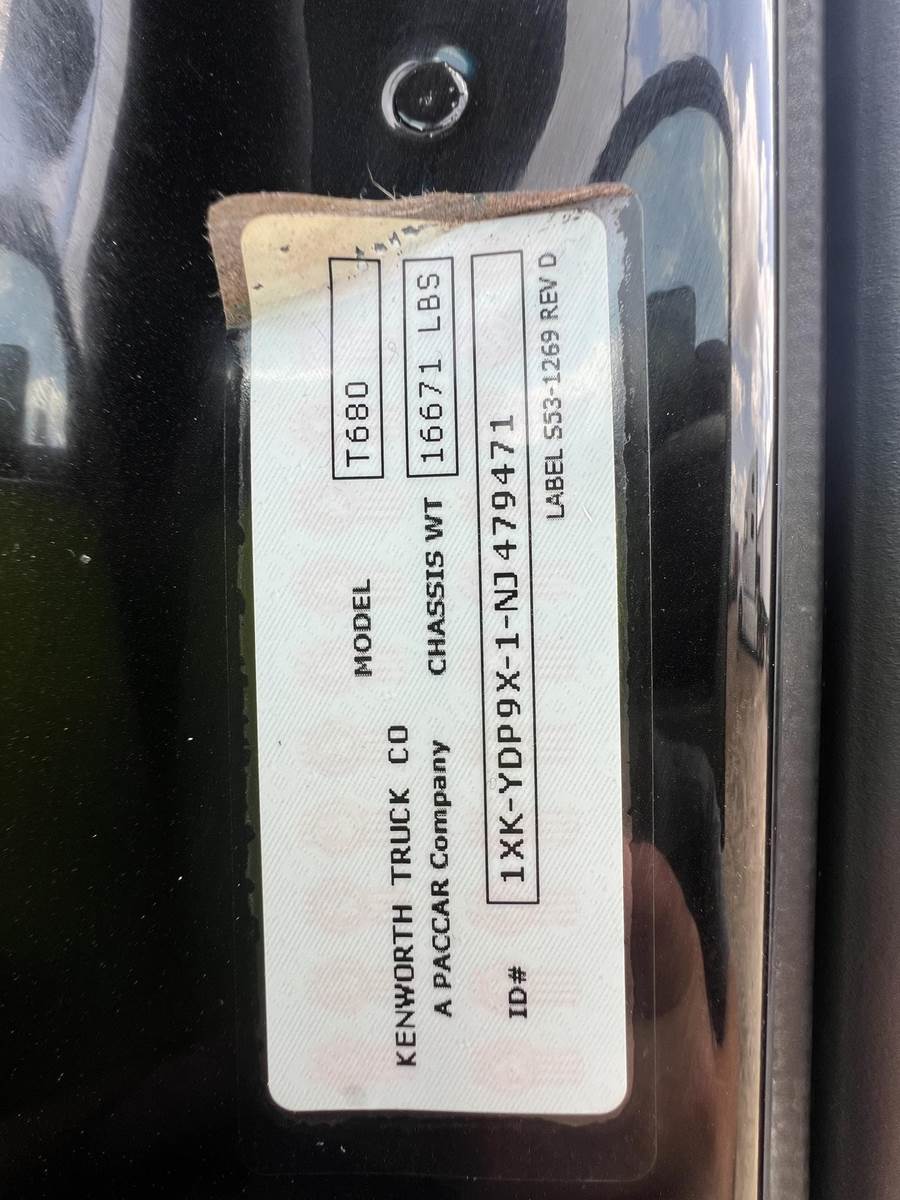 MODEL T680
KENWORTH TRUCK CO
A PACCAR Company CHASSIS WT 16671 LBS
ID# 1XK-YDP9X-1-NJ479471
LABEL S53-1269 REV D